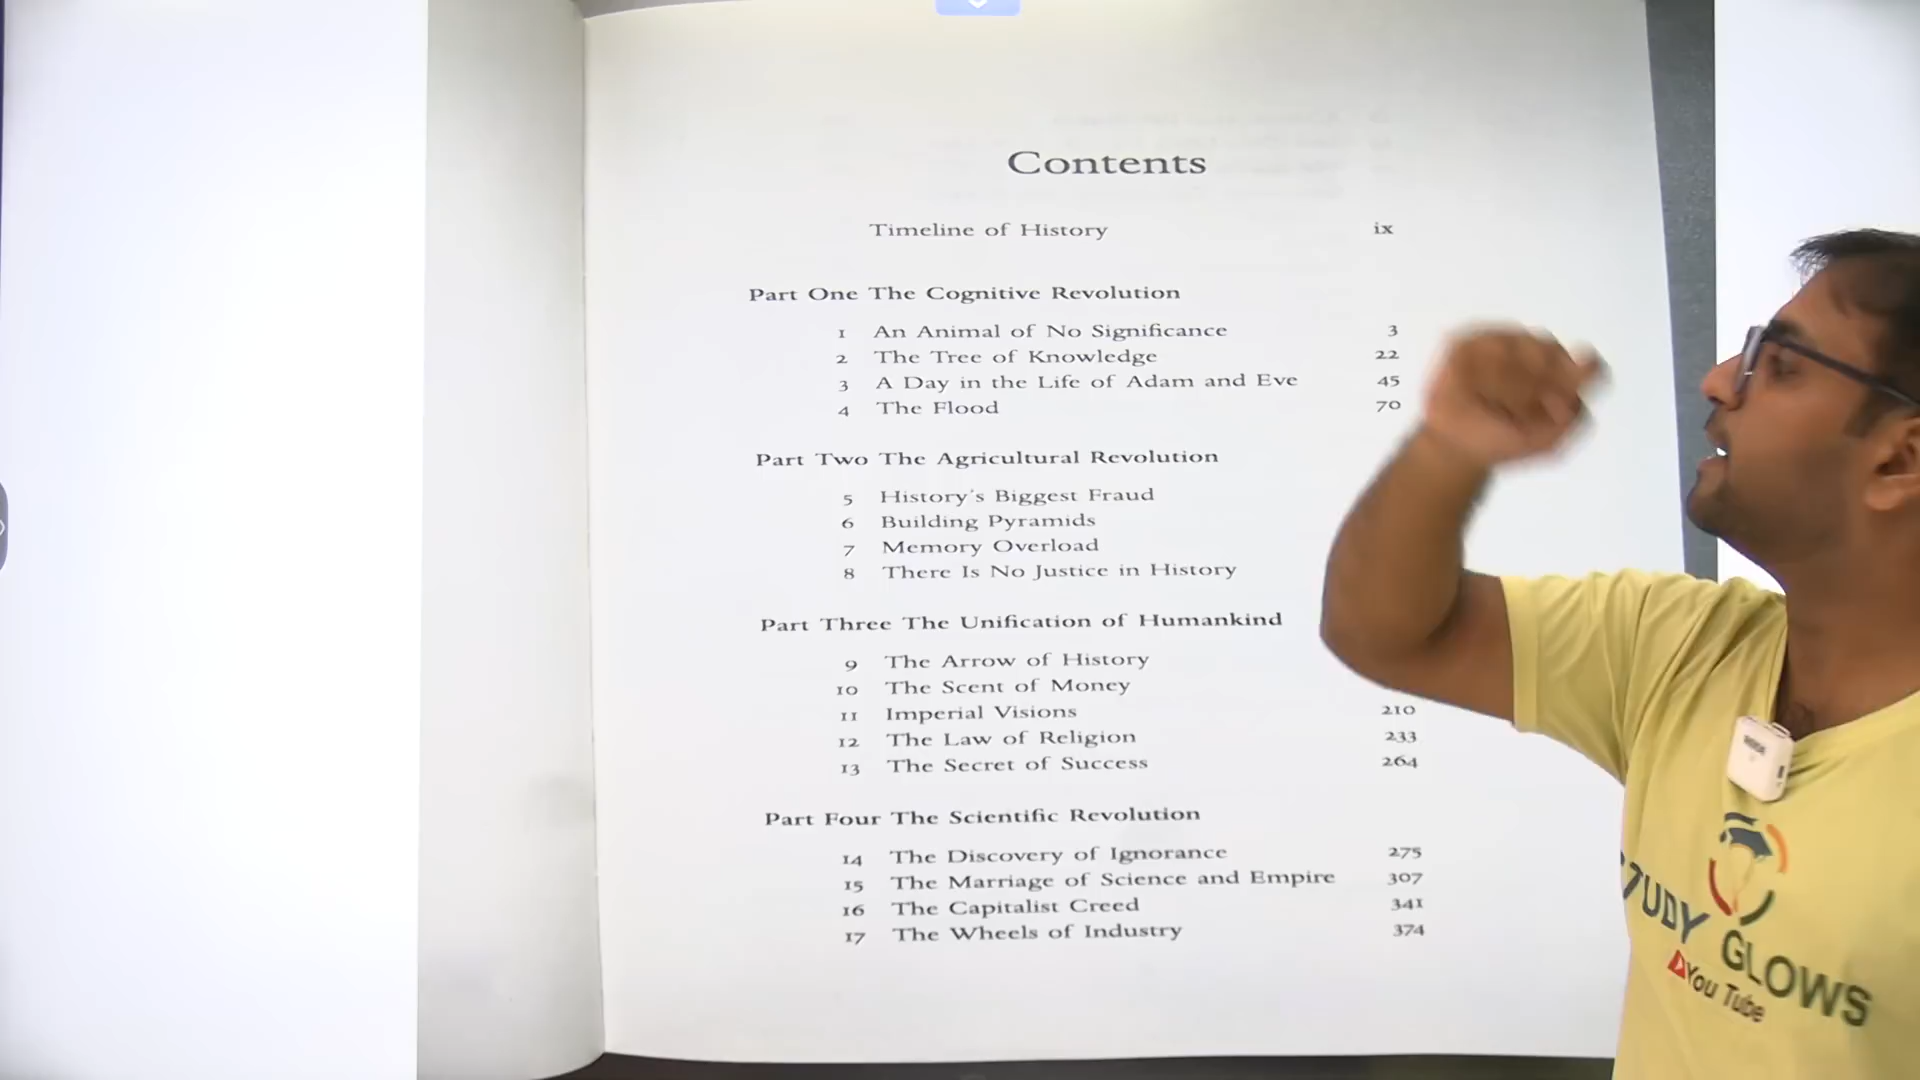 Contents
Timeline of History ix
Part One The Cognitive Revolution
1 An Animal of No Significance 3
2 The Tree of Knowledge 22
3 A Day in the Life of Adam and Eve 45
4 The Flood 70
Part Two The Agricultural Revolution
5 History's Biggest Fraud
6 Building Pyramids
7 Memory Overload
8 There Is No Justice in History
Part Three The Unification of Humankind
9 The Arrow of History
10 The Scent of Money
11 Imperial Visions 210
12 The Law of Religion 233
13 The Secret of Success 264
Part Four The Scientific Revolution
14 The Discovery of Ignorance 275
15 The Marriage of Science and Empire 307
16 The Capitalist Creed 341
17 The Wheels of Industry 374
STUDY GLOWS
You Tube